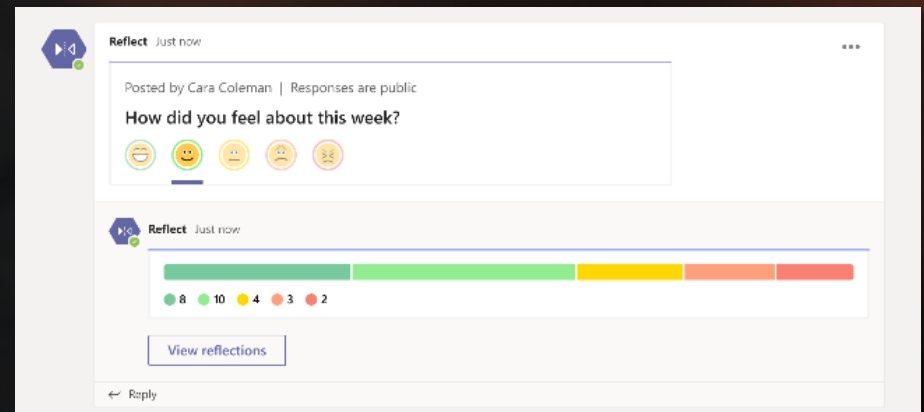 Reflect Just now
Posted by Cara Coleman | Responses are public
How did you feel about this week?
Reflect Just now
8 10 4 3 2
View reflections
Reply